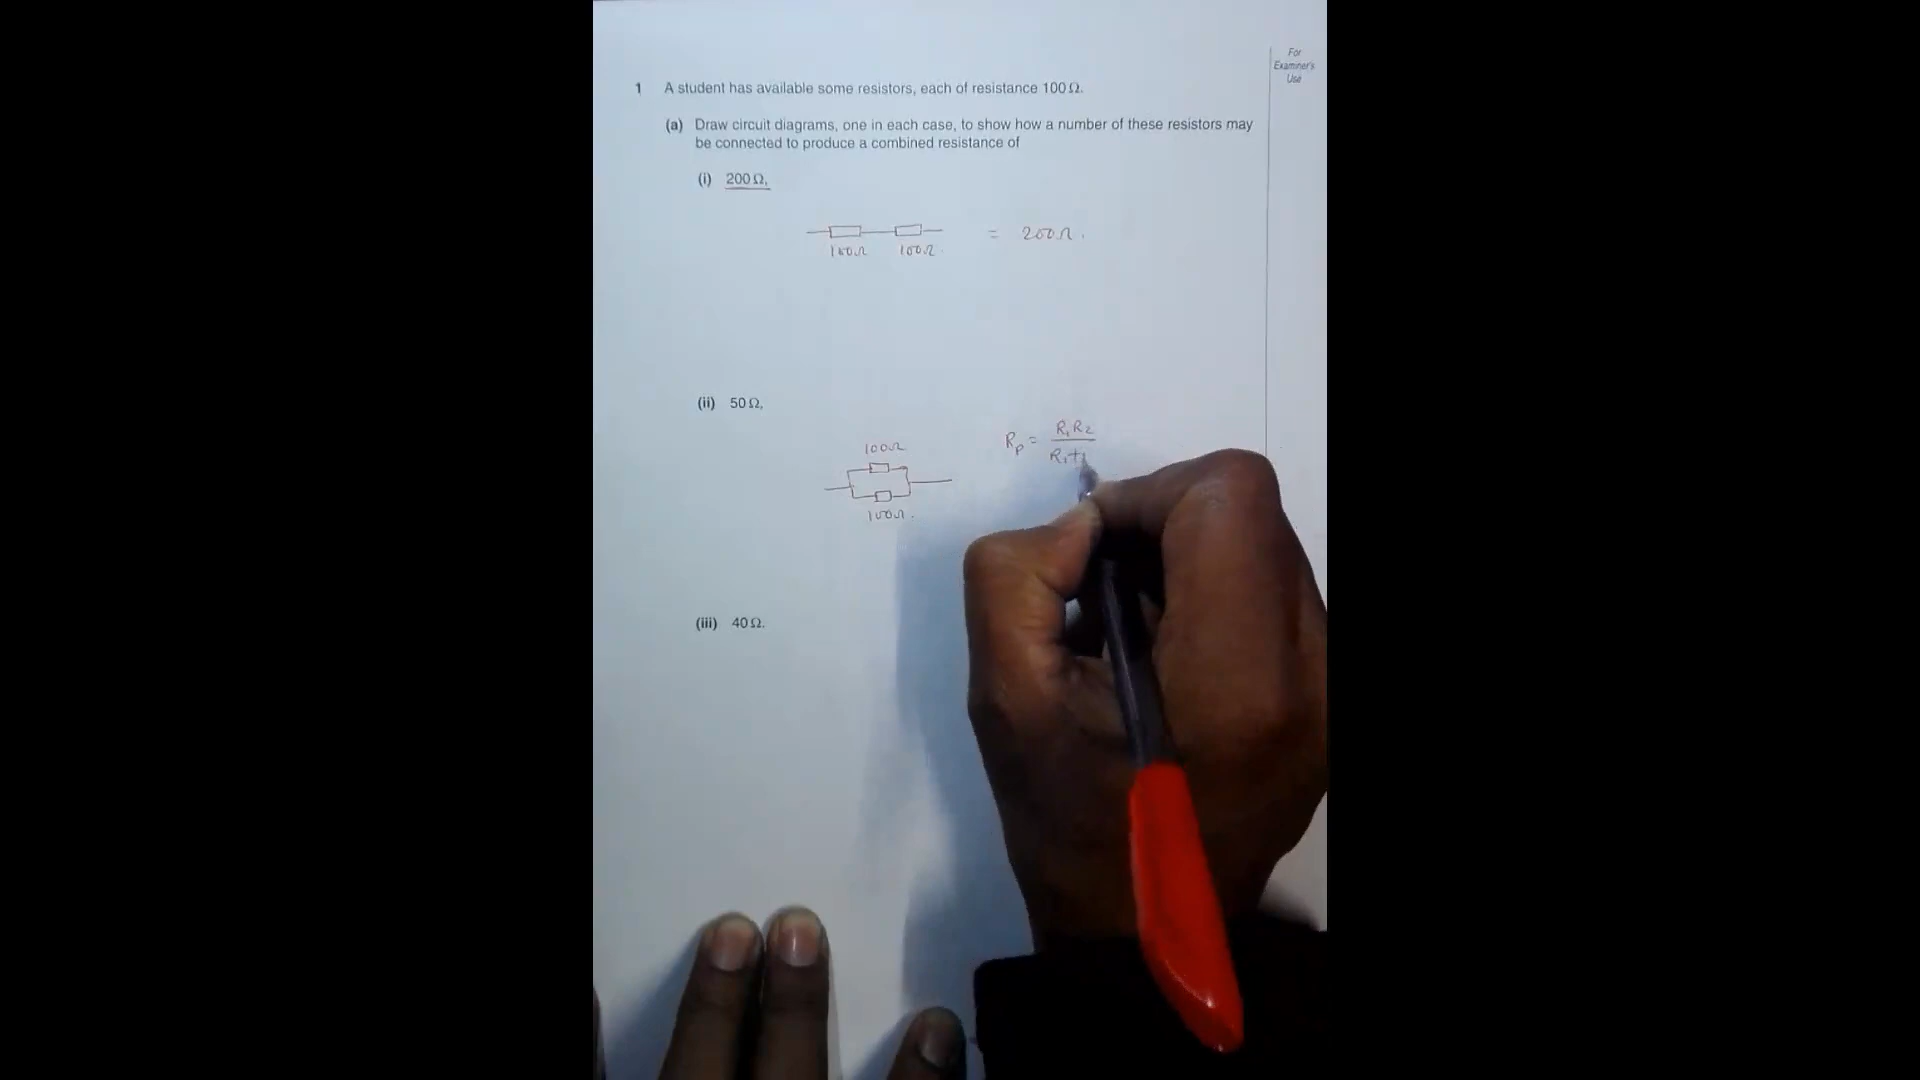 For
Examiner's
Use
1 A student has available some resistors, each of resistance 100 Ω.
(a) Draw circuit diagrams, one in each case, to show how a number of these resistors may
be connected to produce a combined resistance of
(i) 200 Ω,
100Ω 100Ω = 200Ω.
(ii) 50 Ω,
100Ω
100Ω.
Rp = R1R2
R1+
(iii) 40 Ω.